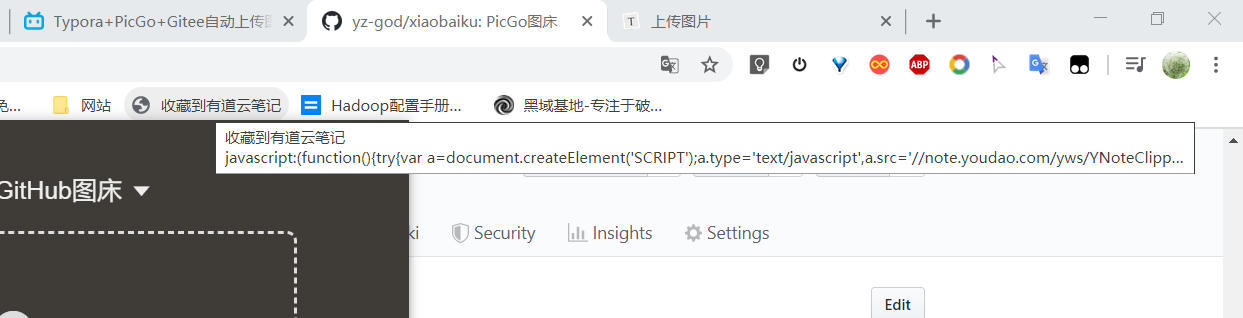 Typora+PicGo+Gitee自动上传图
yz-god/xiaobaiku: PicGo图床
T 上传图片
ABP
免... 网站 收藏到有道云笔记 Hadoop配置手册... 黑域基地-专注于破...
收藏到有道云笔记
javascript:(function(){try{var a=document.createElement('SCRIPT');a.type='text/javascript',a.src='//note.youdao.com/yws/YNoteClipp...
GitHub图床
ki Security Insights Settings
Edit